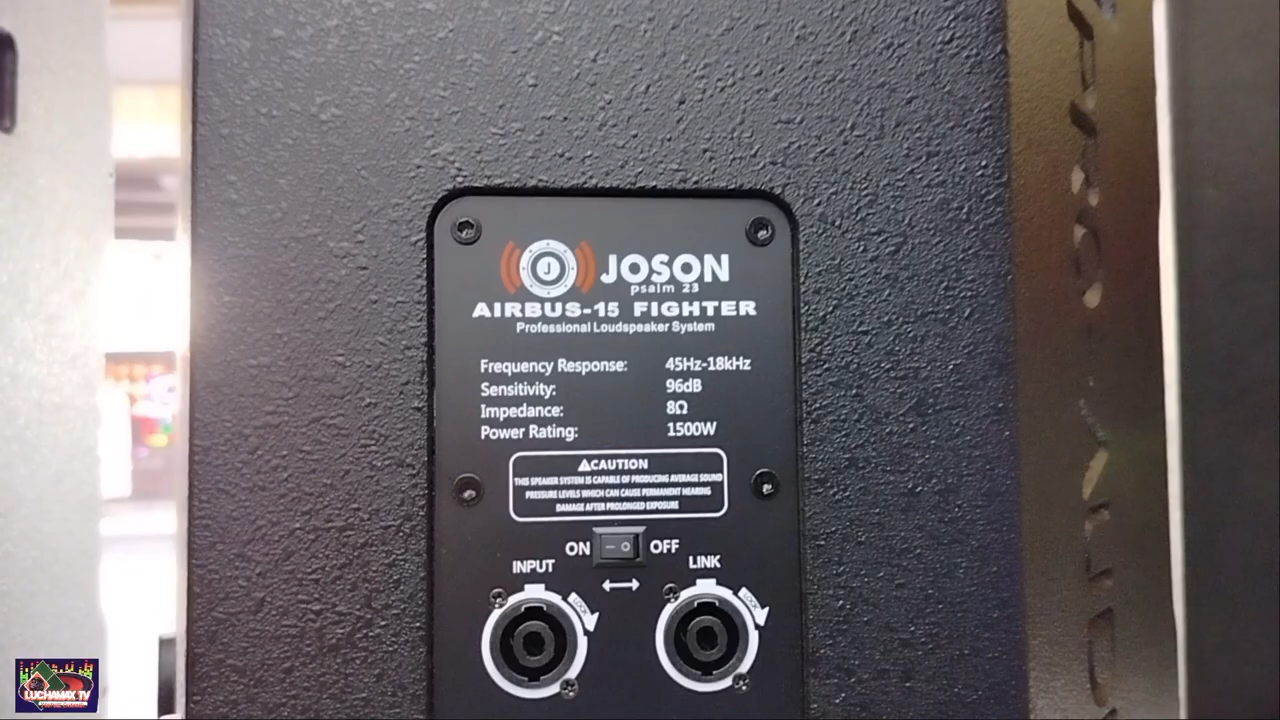 J JOSON
Psalm 23
AIRBUS-15 FIGHTER
Professional Loudspeaker System
Frequency Response: 45Hz-18kHz
Sensitivity: 96dB
Impedance: 8Ω
Power Rating: 1500W
CAUTION
THIS SPEAKER SYSTEM IS CAPABLE OF PRODUCING AVERAGE SOUND
PRESSURE LEVELS WHICH CAN CAUSE PERMANENT HEARING
DAMAGE AFTER PROLONGED EXPOSURE
ON OFF
INPUT LINK
LOCK LOCK
LUCHAMAX TV